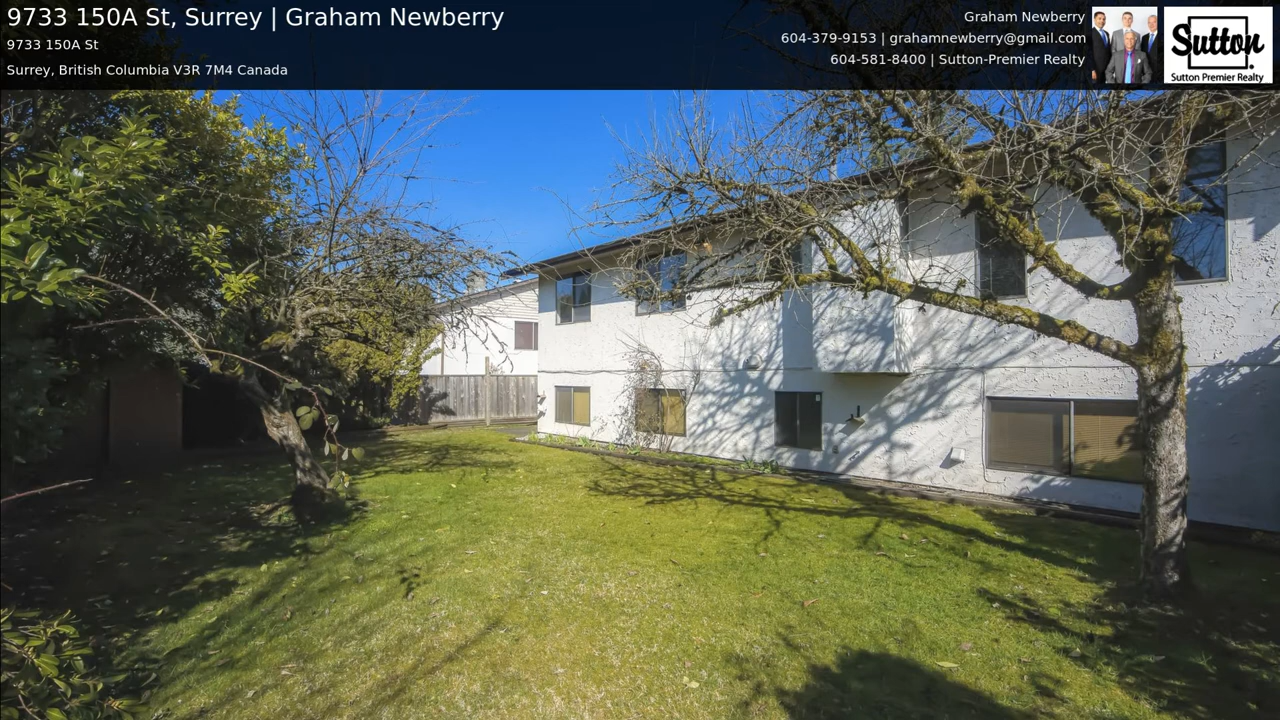 9733 150A St, Surrey | Graham Newberry
9733 150A St
Surrey, British Columbia V3R 7M4 Canada
Graham Newberry
604-379-9153 | grahamnewberry@gmail.com
604-581-8400 | Sutton-Premier Realty
Sutton
Sutton Premier Realty